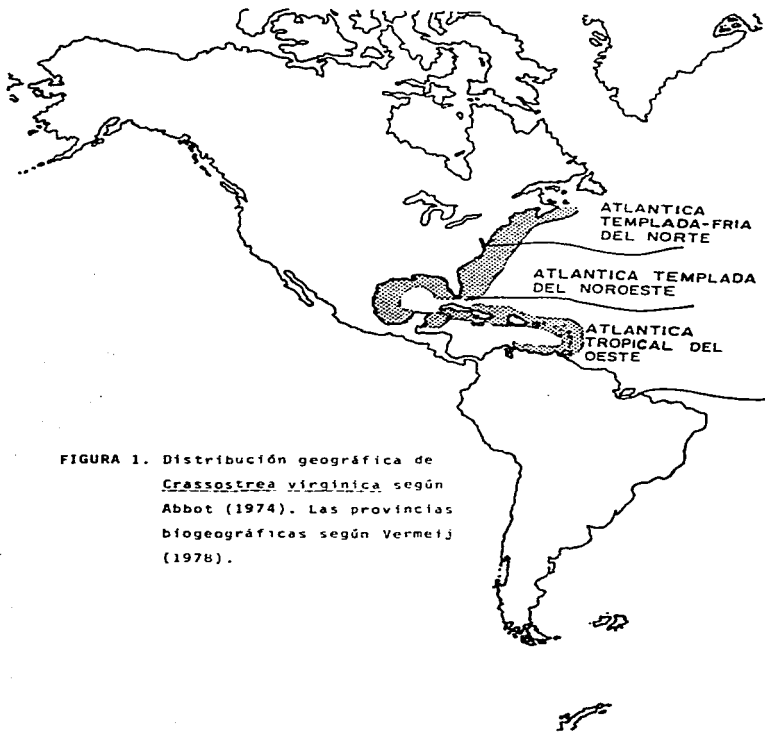 ATLANTICA
TEMPLADA-FRIA
DEL NORTE
ATLANTICA TEMPLADA
DEL NOROESTE
ATLANTICA
TROPICAL DEL
OESTE
FIGURA 1. Distribución geográfica de
Crassostrea virginica según
Abbot (1974). Las provincias
biogeográficas según Vermeij
(1978).